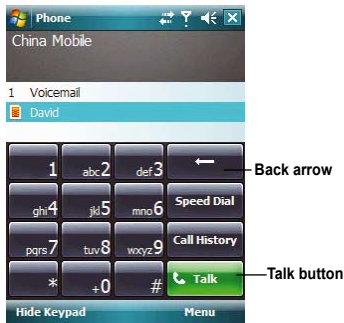 Phone
China Mobile
1 Voicemail
David
1 abc2 def3
Back arrow
ghi4 jkl5 mno6 Speed Dial
pqrs7 tuv8 wxyz9 Call History
* +0 # Talk
Talk button
Hide Keypad Menu